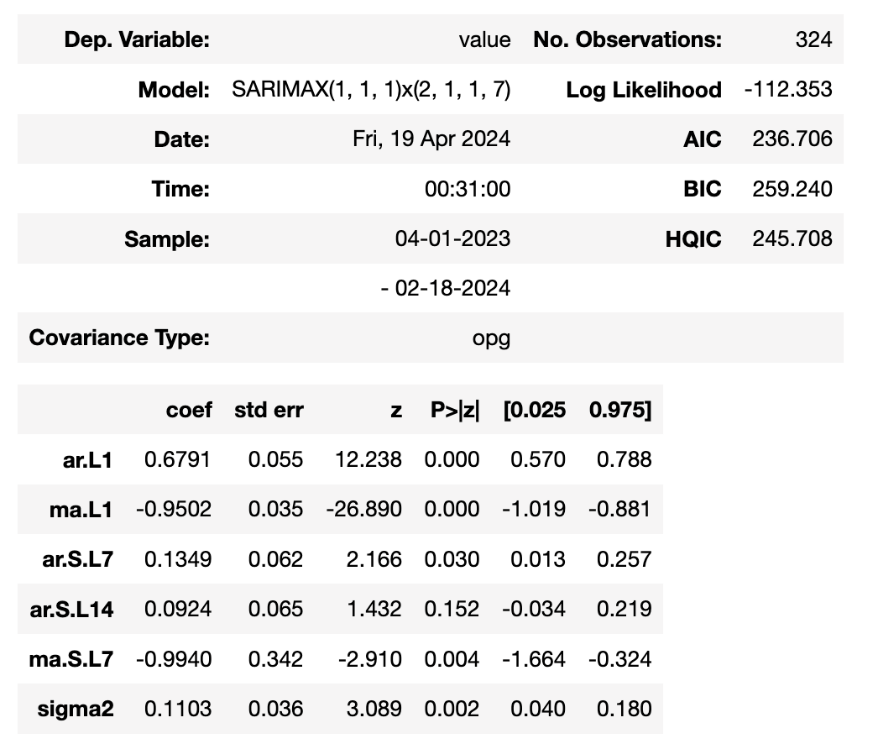 Dep. Variable: value No. Observations: 324
Model: SARIMAX(1, 1, 1)x(2, 1, 1, 7) Log Likelihood -112.353
Date: Fri, 19 Apr 2024 AIC 236.706
Time: 00:31:00 BIC 259.240
Sample: 04-01-2023 HQIC 245.708
- 02-18-2024
Covariance Type: opg
coef std err z P>|z| [0.025 0.975]
ar.L1 0.6791 0.055 12.238 0.000 0.570 0.788
ma.L1 -0.9502 0.035 -26.890 0.000 -1.019 -0.881
ar.S.L7 0.1349 0.062 2.166 0.030 0.013 0.257
ar.S.L14 0.0924 0.065 1.432 0.152 -0.034 0.219
ma.S.L7 -0.9940 0.342 -2.910 0.004 -1.664 -0.324
sigma2 0.1103 0.036 3.089 0.002 0.040 0.180